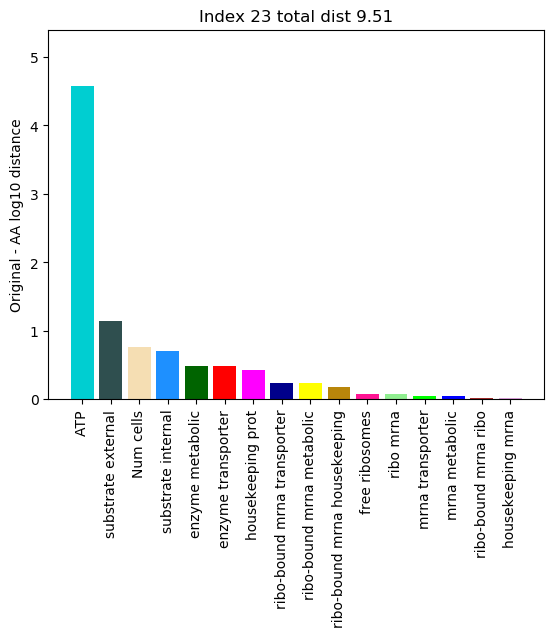 Index 23 total dist 9.51
Original - AA log10 distance
5
4
3
2
1
0
ATP
substrate external
Num cells
substrate internal
enzyme metabolic
enzyme transporter
housekeeping prot
ribo-bound mrna transporter
ribo-bound mrna metabolic
ribo-bound mrna housekeeping
free ribosomes
ribo mrna
mrna transporter
mrna metabolic
ribo-bound mrna ribo
housekeeping mrna